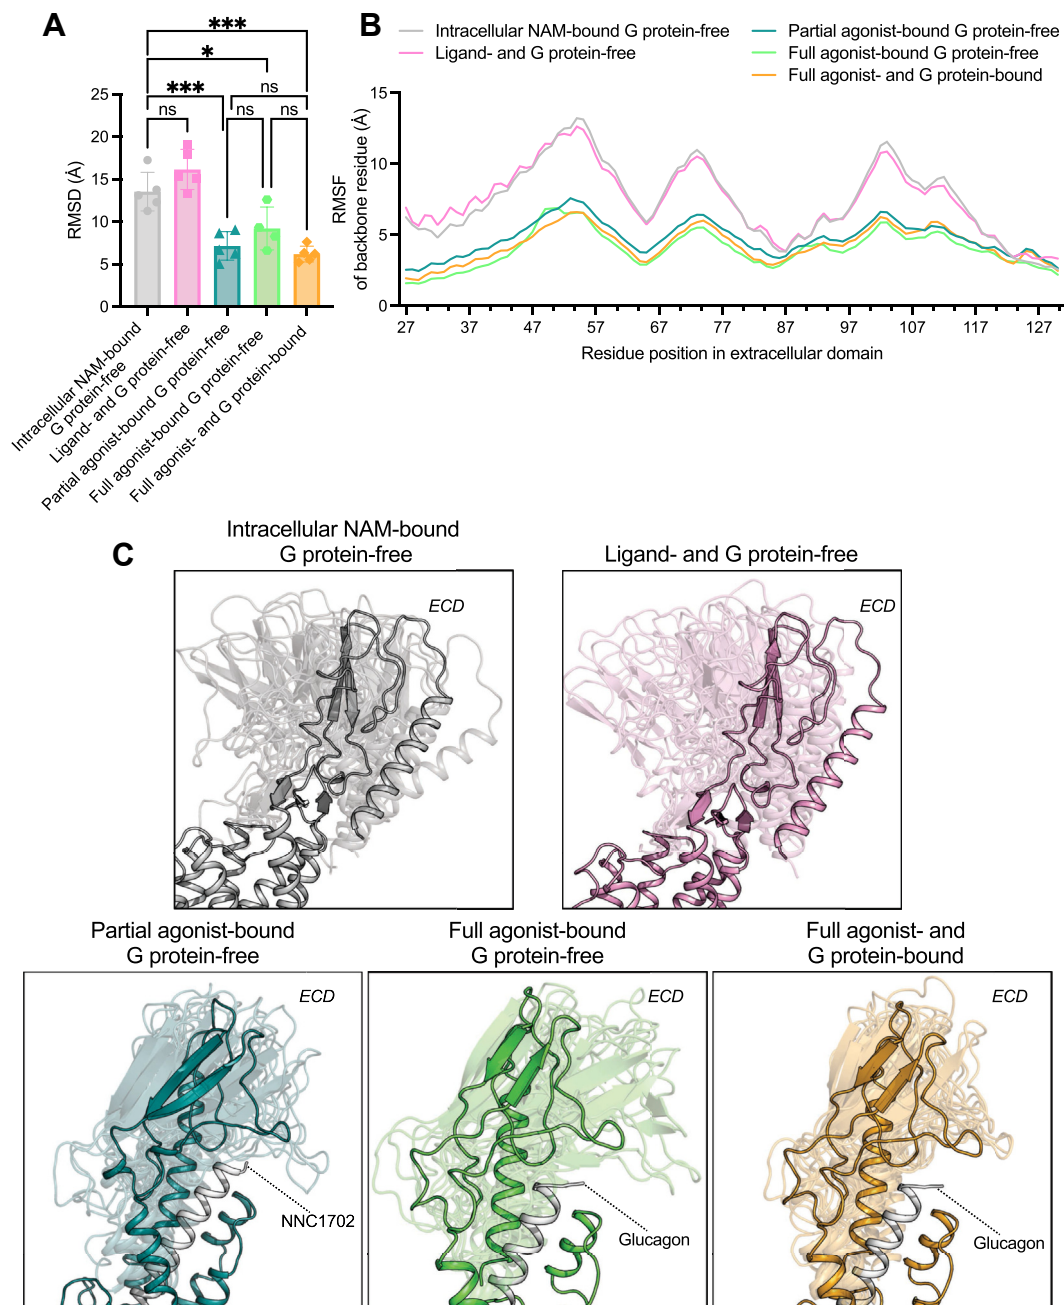 A
***
*
***
ns
ns
ns
ns
RMSD (Å)
25
20
15
10
5
0
Intracellular NAM-bound
G protein-free
Ligand- and G protein-free
Partial agonist-bound G protein-free
Full agonist-bound G protein-free
Full agonist- and G protein-bound
B
Intracellular NAM-bound G protein-free
Ligand- and G protein-free
Partial agonist-bound G protein-free
Full agonist-bound G protein-free
Full agonist- and G protein-bound
RMSF
of backbone residue (Å)
15
10
5
0
27 37 47 57 67 77 87 97 107 117 127
Residue position in extracellular domain
C
Intracellular NAM-bound
G protein-free
ECD
Ligand- and G protein-free
ECD
Partial agonist-bound
G protein-free
ECD
NNC1702
Full agonist-bound
G protein-free
ECD
Glucagon
Full agonist- and
G protein-bound
ECD
Glucagon